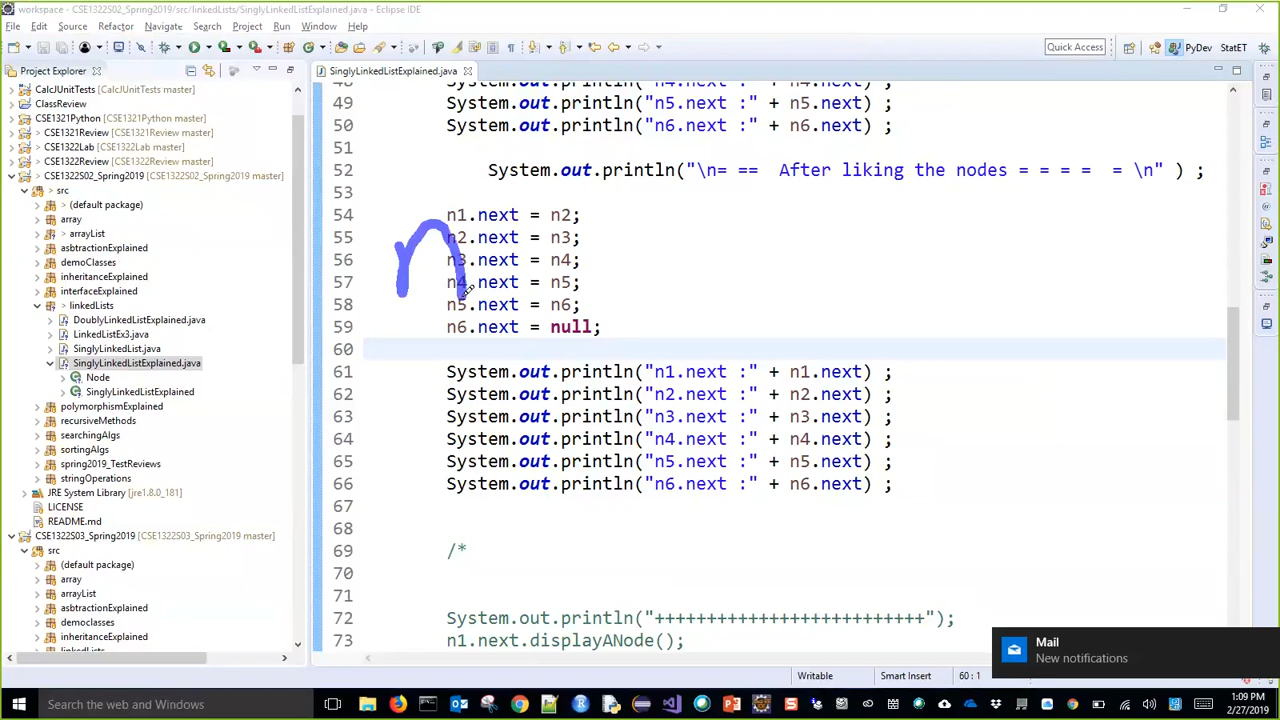 workspace - CSE1322S02_Spring2019/src/linkedLists/SinglyLinkedListExplained.java - Eclipse IDE
File Edit Source Refactor Navigate Search Project Run Window Help
Quick Access
PyDev
StatET
Project Explorer
SinglyLinkedListExplained.java
CalcJUnitTests [CalcJUnitTests master]
ClassReview
CSE1321Python [CSE1321Python master]
CSE1321Review [CSE1321Review master]
> CSE1322Lab [CSE1322Lab master]
CSE1322Review [CSE1322Review master]
> CSE1322S02_Spring2019 [CSE1322S02_Spring2019 master]
> src
> (default package)
array
> arrayList
asbtractionExplained
demoClasses
inheritanceExplained
interfaceExplained
> linkedLists
DoublyLinkedListExplained.java
LinkedListEx3.java
SinglyLinkedList.java
SinglyLinkedListExplained.java
Node
SinglyLinkedListExplained
polymorphismExplained
recursiveMethods
searchingAlgs
sortingAlgs
spring2019_TestReviews
stringOperations
JRE System Library [jre1.8.0_181]
LICENSE
README.md
CSE1322S03_Spring2019 [CSE1322S03_Spring2019 master]
src
(default package)
array
arrayList
asbtractionExplained
democlasses
inheritanceExplained
linkedLists
48 System.out.println("n4.next :" + n4.next) ;
49 System.out.println("n5.next :" + n5.next) ;
50 System.out.println("n6.next :" + n6.next) ;
51
52 System.out.println("\n= == After liking the nodes = = = = = \n" ) ;
53
54 n1.next = n2;
55 n2.next = n3;
56 n3.next = n4;
57 n4.next = n5;
58 n5.next = n6;
59 n6.next = null;
60
61 System.out.println("n1.next :" + n1.next) ;
62 System.out.println("n2.next :" + n2.next) ;
63 System.out.println("n3.next :" + n3.next) ;
64 System.out.println("n4.next :" + n4.next) ;
65 System.out.println("n5.next :" + n5.next) ;
66 System.out.println("n6.next :" + n6.next) ;
67
68
69 /*
70
71
72 System.out.println("++++++++++++++++++++++++++");
73 n1.next.displayANode();
n
Mail
New notifications
Writable
Smart Insert
60 : 1
Search the web and Windows
1:09 PM
2/27/2019